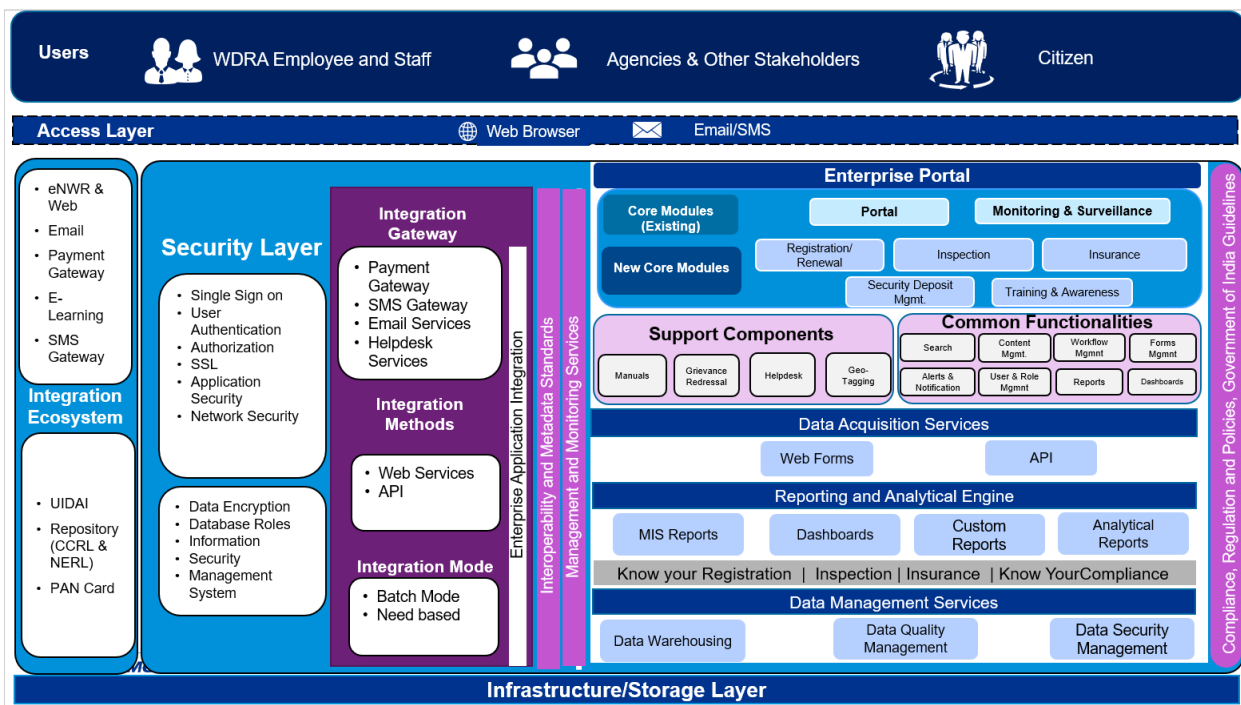 Users
WDRA Employee and Staff
Agencies & Other Stakeholders
Citizen
Access Layer
Web Browser
Email/SMS
• eNWR &
Web
• Email
• Payment
Gateway
• E-
Learning
• SMS
Gateway
Integration
Ecosystem
• UIDAI
• Repository
(CCRL &
NERL)
• PAN Card
Security Layer
• Single Sign on
• User
Authentication
• Authorization
• SSL
• Application
Security
• Network Security
• Data Encryption
• Database Roles
• Information
• Security
• Management
System
Integration
Gateway
• Payment
Gateway
• SMS Gateway
• Email Services
• Helpdesk
Services
Integration
Methods
• Web Services
• API
Integration Mode
• Batch Mode
• Need based
Enterprise Application Integration
Interoperability and Metadata Standards
Management and Monitoring Services
Enterprise Portal
Core Modules
(Existing)
Portal
Monitoring & Surveillance
New Core Modules
Registration/
Renewal
Inspection
Insurance
Security Deposit
Mgmt.
Training & Awareness
Support Components
Manuals
Grievance
Redressal
Helpdesk
Geo-
Tagging
Common Functionalities
Search
Content
Mgmt.
Workflow
Mgmnt
Forms
Mgmnt
Alerts &
Notification
User & Role
Mgmnt
Reports
Dashboards
Data Acquisition Services
Web Forms
API
Reporting and Analytical Engine
MIS Reports
Dashboards
Custom
Reports
Analytical
Reports
Know your Registration | Inspection | Insurance | Know YourCompliance
Data Management Services
Data Warehousing
Data Quality
Management
Data Security
Management
Compliance, Regulation and Policies, Government of India Guidelines
Infrastructure/Storage Layer